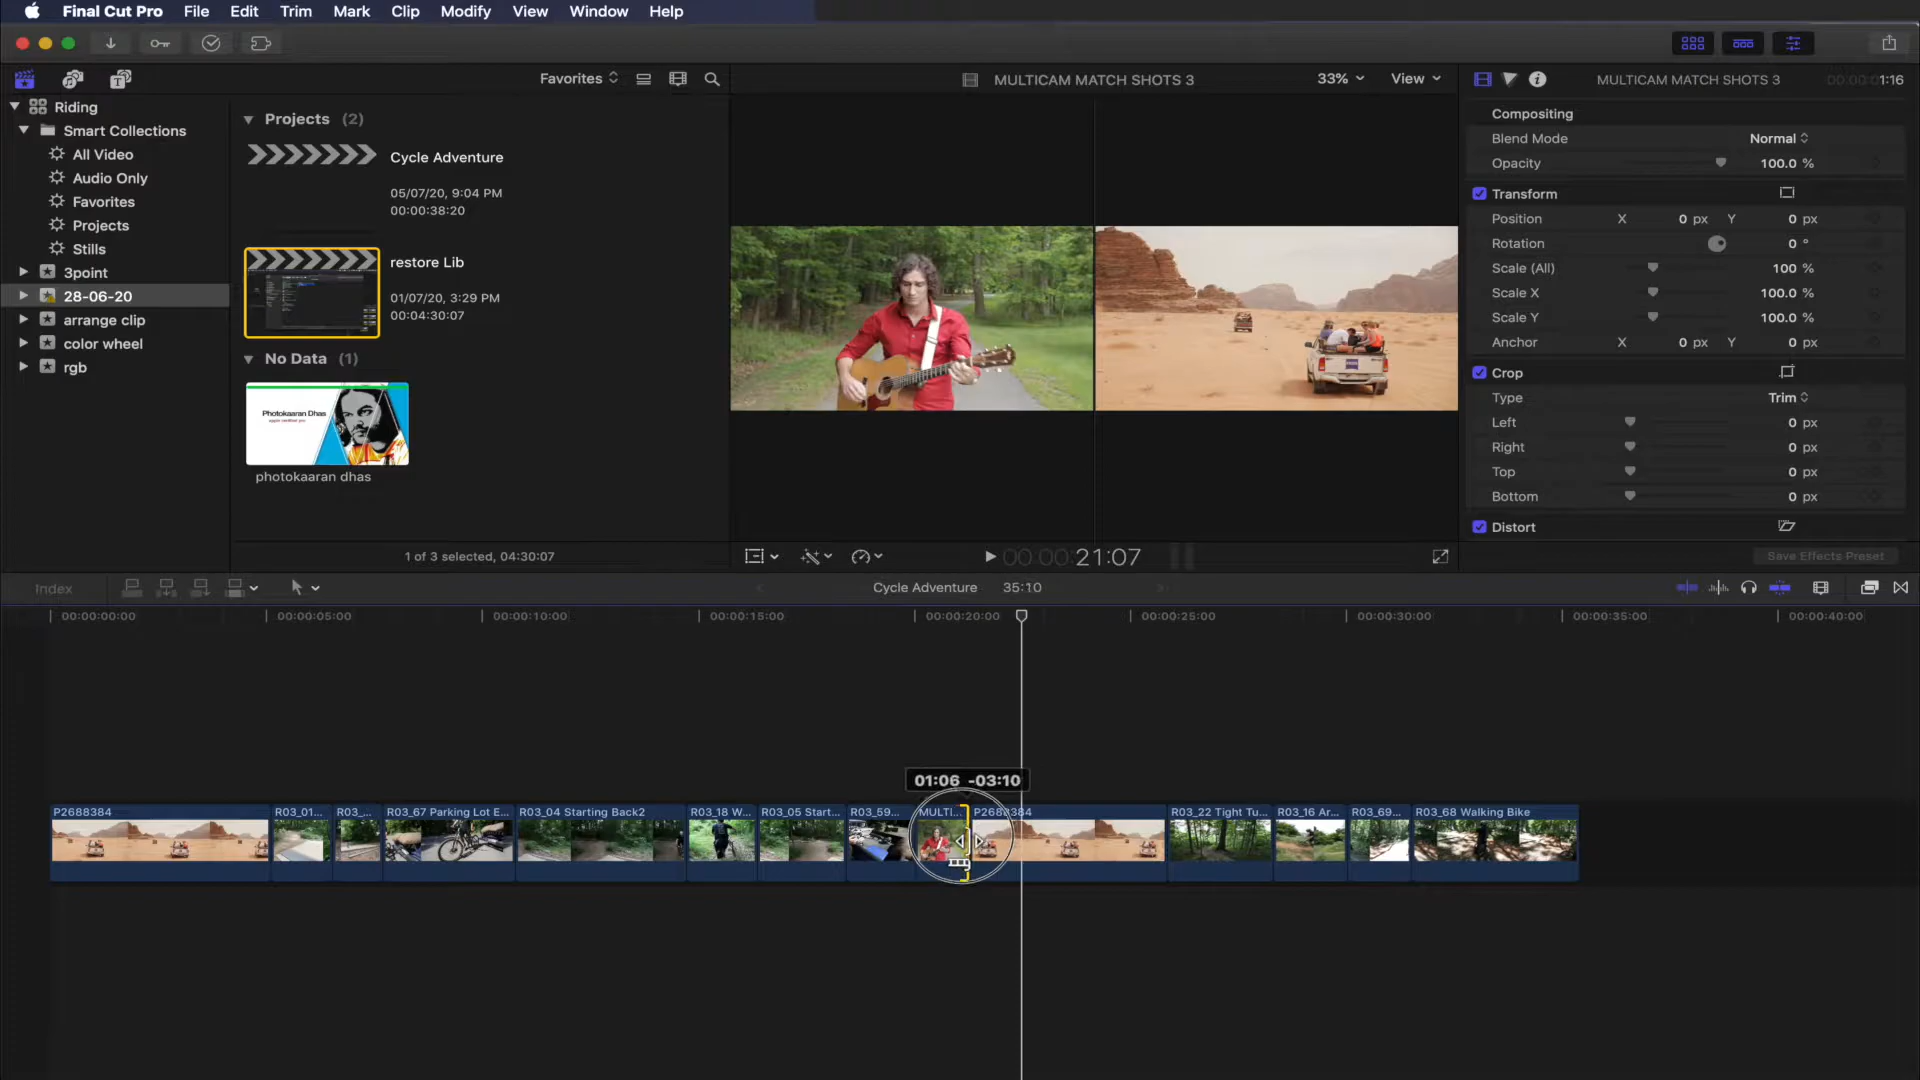 Final Cut Pro File Edit Trim Mark Clip Modify View Window Help
Favorites
MULTICAM MATCH SHOTS 3
33%
View
MULTICAM MATCH SHOTS 3
1:16
Riding
Smart Collections
All Video
Audio Only
Favorites
Projects
Stills
3point
28-06-20
arrange clip
color wheel
rgb
Projects (2)
Cycle Adventure
05/07/20, 9:04 PM
00:00:38:20
restore Lib
01/07/20, 3:29 PM
00:04:30:07
No Data (1)
Photokaaran Dhas
photokaaran dhas
1 of 3 selected, 04:30:07
00:00:21:07
Compositing
Blend Mode Normal
Opacity 100.0 %
Transform
Position X 0 px Y 0 px
Rotation 0 °
Scale (All) 100 %
Scale X 100.0 %
Scale Y 100.0 %
Anchor X 0 px Y 0 px
Crop
Type Trim
Left 0 px
Right 0 px
Top 0 px
Bottom 0 px
Distort
Save Effects Preset
Index
Cycle Adventure 35:10
00:00:00:00 00:00:05:00 00:00:10:00 00:00:15:00 00:00:20:00 00:00:25:00 00:00:30:00 00:00:35:00 00:00:40:00
01:06 -03:10
P2688384 R03_01... R03_... R03_67 Parking Lot E... R03_04 Starting Back2 R03_18 W... R03_05 Start... R03_59... MULTI... P2688384 R03_22 Tight Tu... R03_16 Ar... R03_69... R03_68 Walking Bike